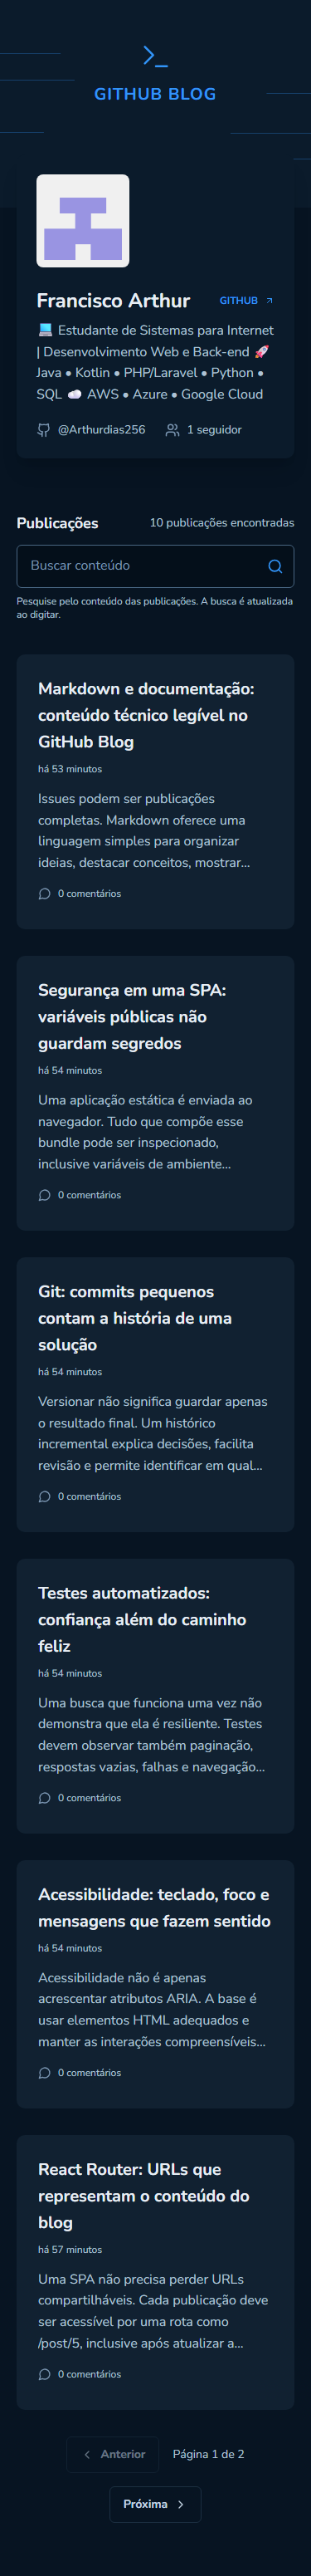 GITHUB BLOG
Francisco Arthur
GITHUB
💻 Estudante de Sistemas para Internet
| Desenvolvimento Web e Back-end 🚀
Java • Kotlin • PHP/Laravel • Python •
SQL ☁️ AWS • Azure • Google Cloud
@Arthurdias256 1 seguidor
Publicações 10 publicações encontradas
Buscar conteúdo
Pesquise pelo conteúdo das publicações. A busca é atualizada
ao digitar.
Markdown e documentação:
conteúdo técnico legível no
GitHub Blog
há 53 minutos
Issues podem ser publicações
completas. Markdown oferece uma
linguagem simples para organizar
ideias, destacar conceitos, mostrar...
0 comentários
Segurança em uma SPA:
variáveis públicas não
guardam segredos
há 54 minutos
Uma aplicação estática é enviada ao
navegador. Tudo que compõe esse
bundle pode ser inspecionado,
inclusive variáveis de ambiente...
0 comentários
Git: commits pequenos
contam a história de uma
solução
há 54 minutos
Versionar não significa guardar apenas
o resultado final. Um histórico
incremental explica decisões, facilita
revisão e permite identificar em qual...
0 comentários
Testes automatizados:
confiança além do caminho
feliz
há 54 minutos
Uma busca que funciona uma vez não
demonstra que ela é resiliente. Testes
devem observar também paginação,
respostas vazias, falhas e navegação...
0 comentários
Acessibilidade: teclado, foco e
mensagens que fazem sentido
há 54 minutos
Acessibilidade não é apenas
acrescentar atributos ARIA. A base é
usar elementos HTML adequados e
manter as interações compreensíveis...
0 comentários
React Router: URLs que
representam o conteúdo do
blog
há 57 minutos
Uma SPA não precisa perder URLs
compartilháveis. Cada publicação deve
ser acessível por uma rota como
/post/5, inclusive após atualizar a...
0 comentários
Anterior Página 1 de 2
Próxima